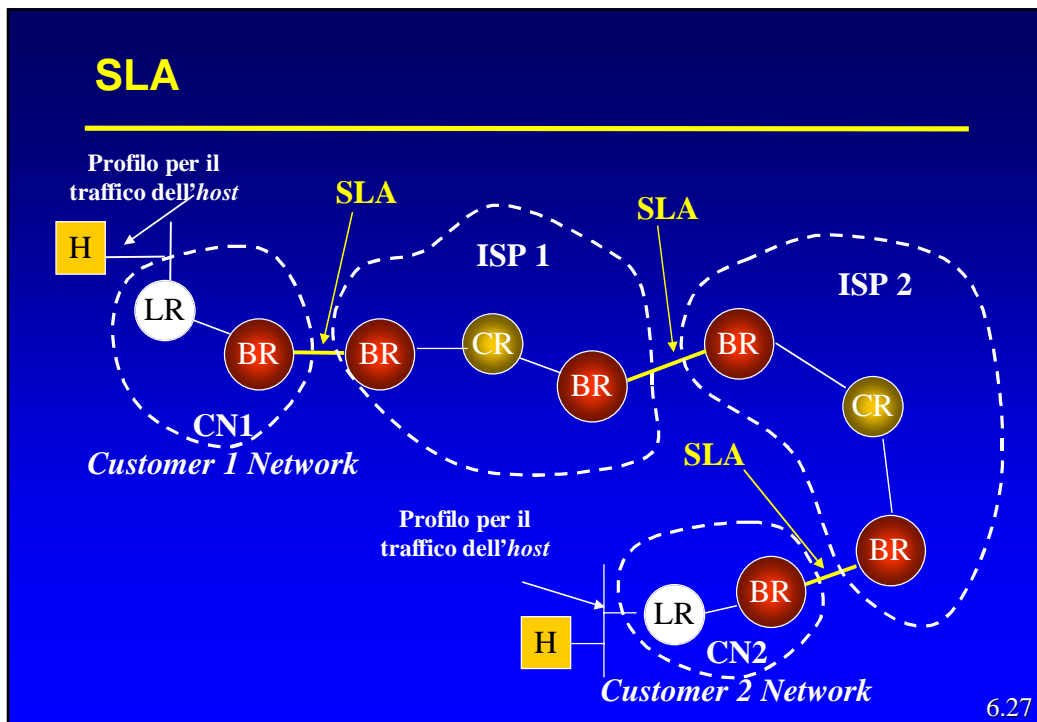 SLA
Profilo per il
traffico dell'host
SLA
SLA
H
ISP 1
ISP 2
LR
BR
BR
CR
BR
BR
CR
CN1
Customer 1 Network
SLA
Profilo per il
traffico dell'host
BR
BR
LR
H
CN2
Customer 2 Network
6.27